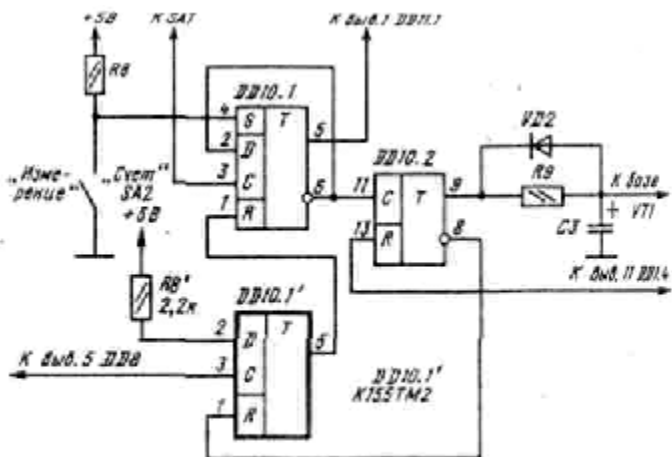 +5В
К SA1
К выв.1 DD11.1
R8
DD10.1
4 S T 5
2 D
3 C
1 R 6
„Изме-
рение“
„Счет“
SA2
+5В
DD10.2
11 C T 9
13 R 8
VD2
R9
К базе
VT1
+
C3
К выв. 11 DD1.4
R8'
2,2к
DD10.1'
2 D T 5
3 C
1 R
К выв. 5 DD8
DD10.1'
К155ТМ2